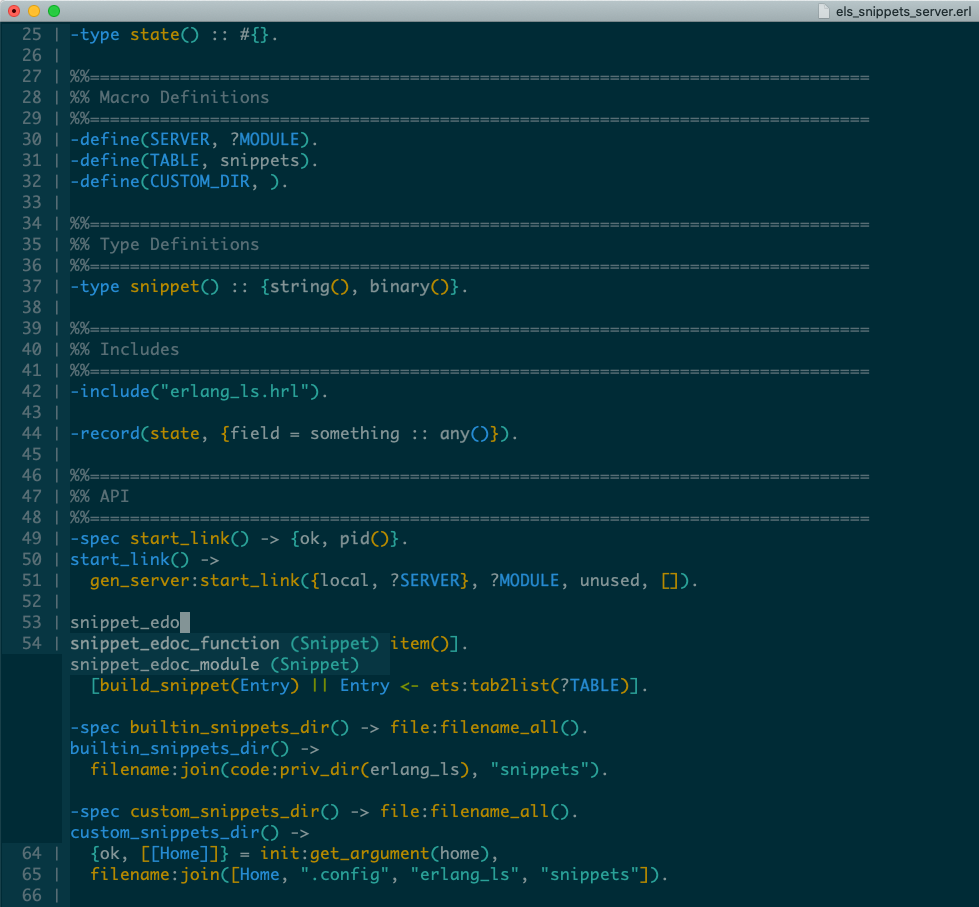 els_snippets_server.erl
25 | -type state() :: #{}.
26 |
27 | %%==============================================================================
28 | %% Macro Definitions
29 | %%==============================================================================
30 | -define(SERVER, ?MODULE).
31 | -define(TABLE, snippets).
32 | -define(CUSTOM_DIR, ).
33 |
34 | %%==============================================================================
35 | %% Type Definitions
36 | %%==============================================================================
37 | -type snippet() :: {string(), binary()}.
38 |
39 | %%==============================================================================
40 | %% Includes
41 | %%==============================================================================
42 | -include("erlang_ls.hrl").
43 |
44 | -record(state, {field = something :: any()}).
45 |
46 | %%==============================================================================
47 | %% API
48 | %%==============================================================================
49 | -spec start_link() -> {ok, pid()}.
50 | start_link() ->
51 |   gen_server:start_link({local, ?SERVER}, ?MODULE, unused, []).
52 |
53 | snippet_edo
54 | snippet_edoc_function (Snippet) item()].
snippet_edoc_module (Snippet)
[build_snippet(Entry) || Entry <- ets:tab2list(?TABLE)].
-spec builtin_snippets_dir() -> file:filename_all().
builtin_snippets_dir() ->
filename:join(code:priv_dir(erlang_ls), "snippets").
-spec custom_snippets_dir() -> file:filename_all().
custom_snippets_dir() ->
64 |   {ok, [[Home]]} = init:get_argument(home),
65 |   filename:join([Home, ".config", "erlang_ls", "snippets"]).
66 |